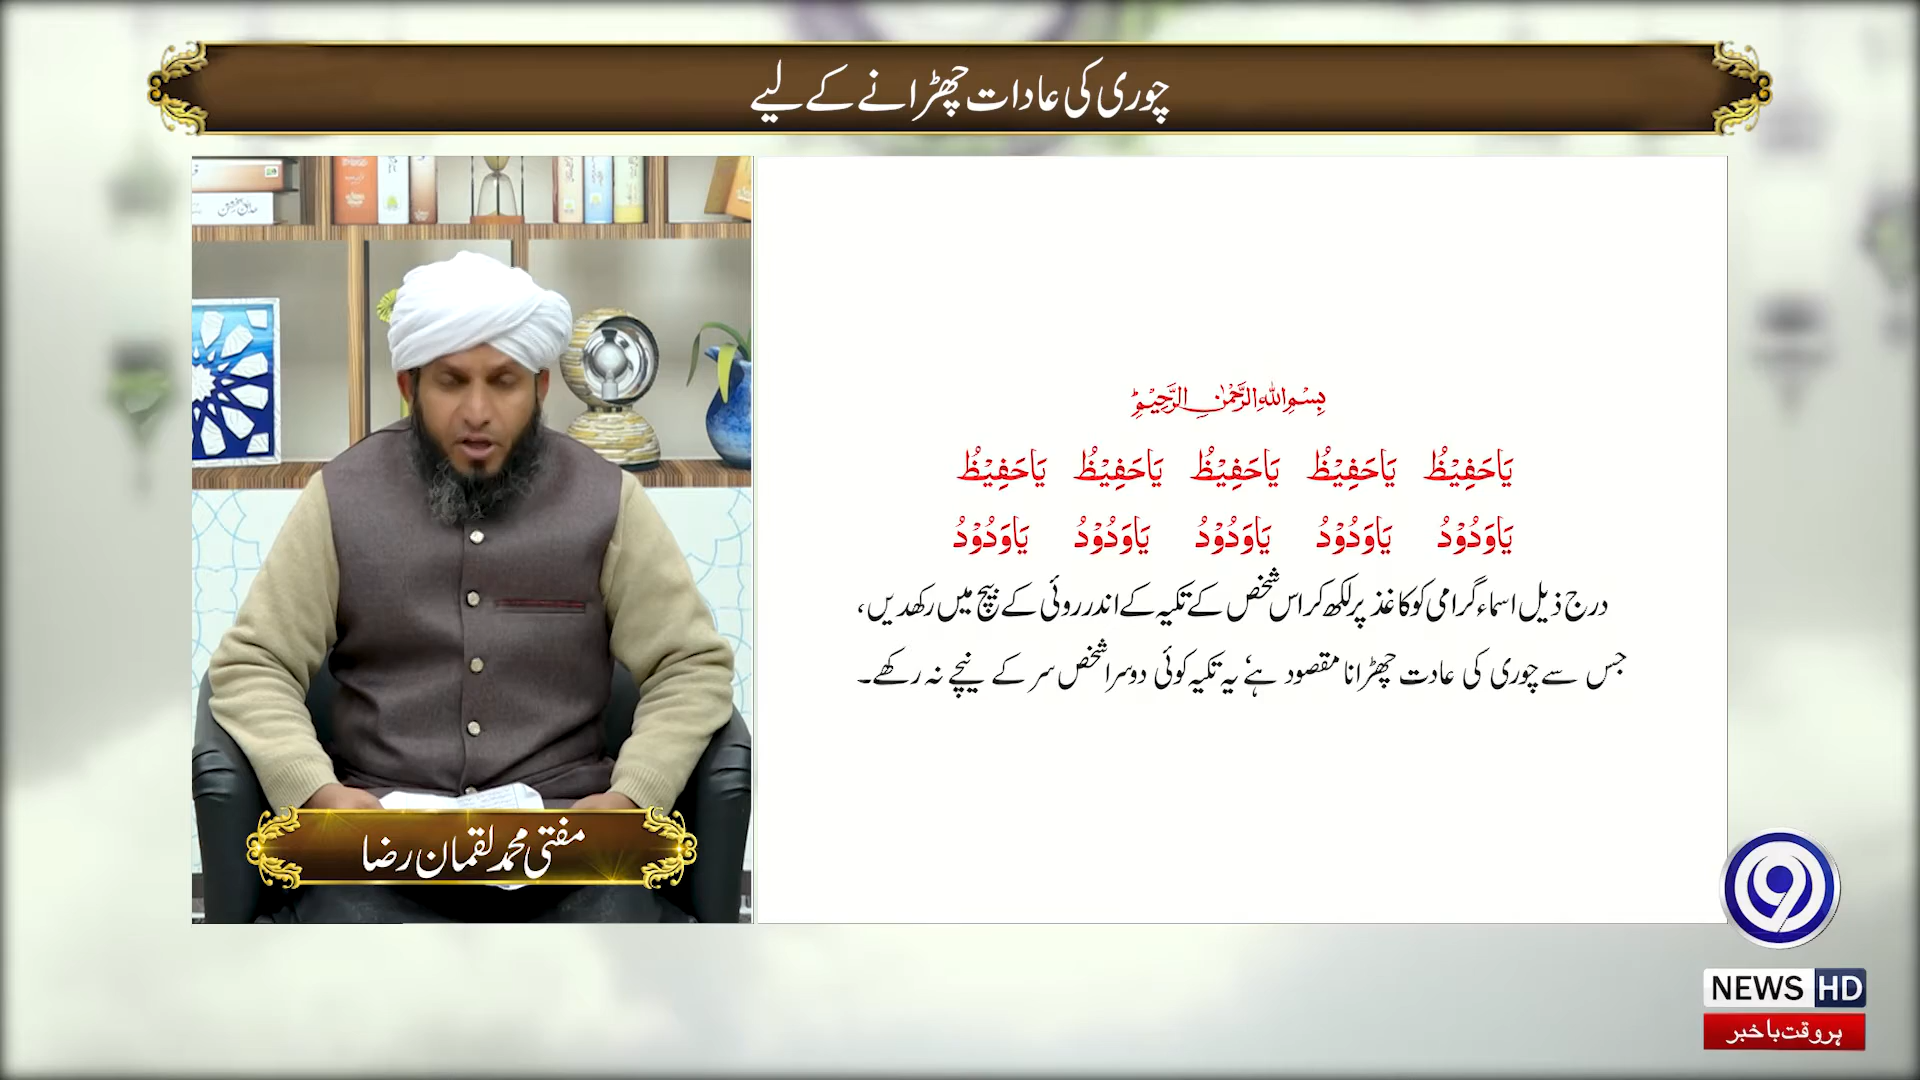 چوری کی عادات چھڑانے کے لیے
بِسْمِ اللہِ الرَّحْمٰنِ الرَّحِیْمِ
یَاحَفِیْظُ یَاحَفِیْظُ یَاحَفِیْظُ یَاحَفِیْظُ یَاحَفِیْظُ
یَاوَدُوْدُ یَاوَدُوْدُ یَاوَدُوْدُ یَاوَدُوْدُ یَاوَدُوْدُ
درج ذیل اسماء گرامی کو کاغذ پر لکھ کر اس شخص کے تکیہ کے اندر روئی کے بیچ میں رکھدیں،
جس سے چوری کی عادت چھڑانا مقصود ہے یہ تکیہ کوئی دوسرا شخص سر کے نیچے نہ رکھے۔
مفتی محمد لقمان رضا
9
NEWS HD
ہر وقت باخبر